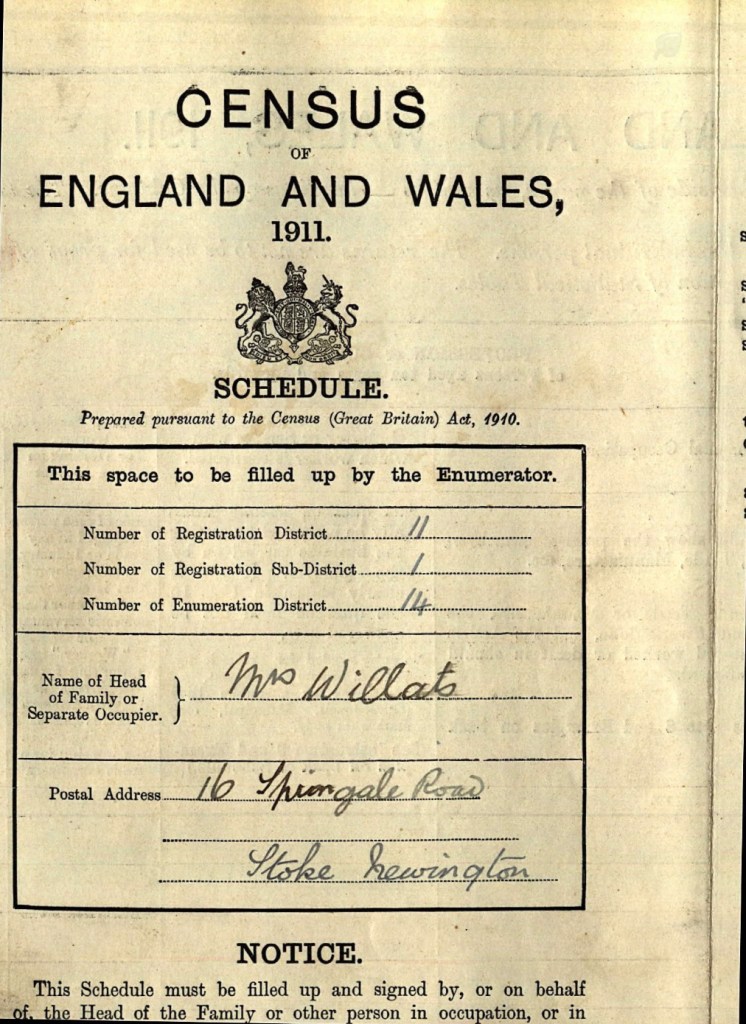 CENSUS
OF
ENGLAND AND WALES,
1911.
SCHEDULE.
Prepared pursuant to the Census (Great Britain) Act, 1910.
This space to be filled up by the Enumerator.
Number of Registration District 11
Number of Registration Sub-District 1
Number of Enumeration District 14
Name of Head
of Family or
Separate Occupier. } Mrs Willats
Postal Address 16 Springale Road
Stoke Newington
NOTICE.
This Schedule must be filled up and signed by, or on behalf
of, the Head of the Family or other person in occupation, or in